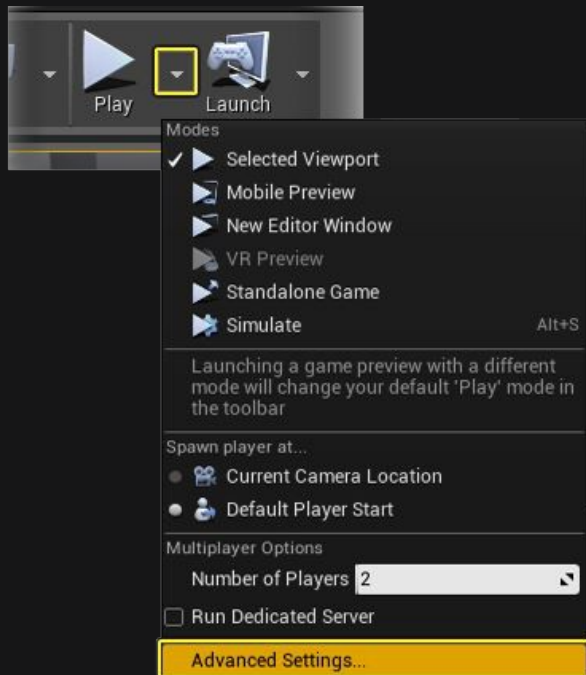 Play
Launch
Modes
Selected Viewport
Mobile Preview
New Editor Window
VR Preview
Standalone Game
Simulate Alt+S
Launching a game preview with a different
mode will change your default 'Play' mode in
the toolbar
Spawn player at...
Current Camera Location
Default Player Start
Multiplayer Options
Number of Players 2
Run Dedicated Server
Advanced Settings...